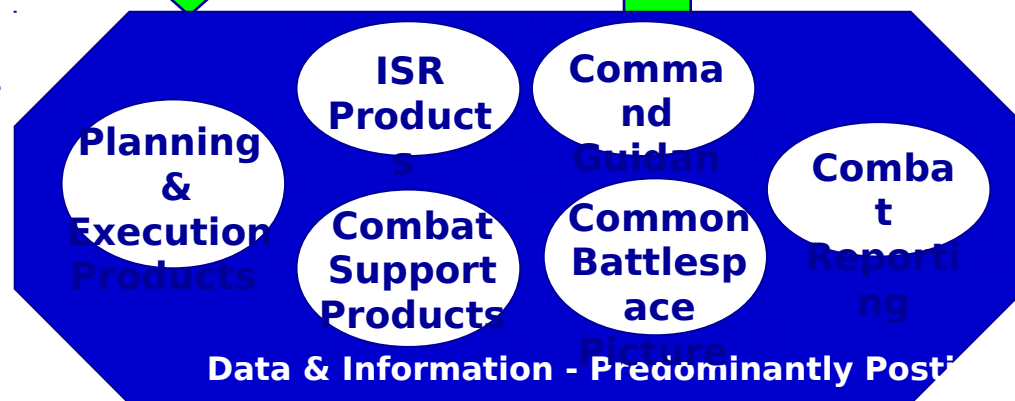 ISR
Product
s
Comma
nd
Guidan
Planning
&
Execution
Products
Comba
t
Reporti
ng
Combat
Support
Products
Common
Battlesp
ace
Picture
Data & Information - Predominantly Posti